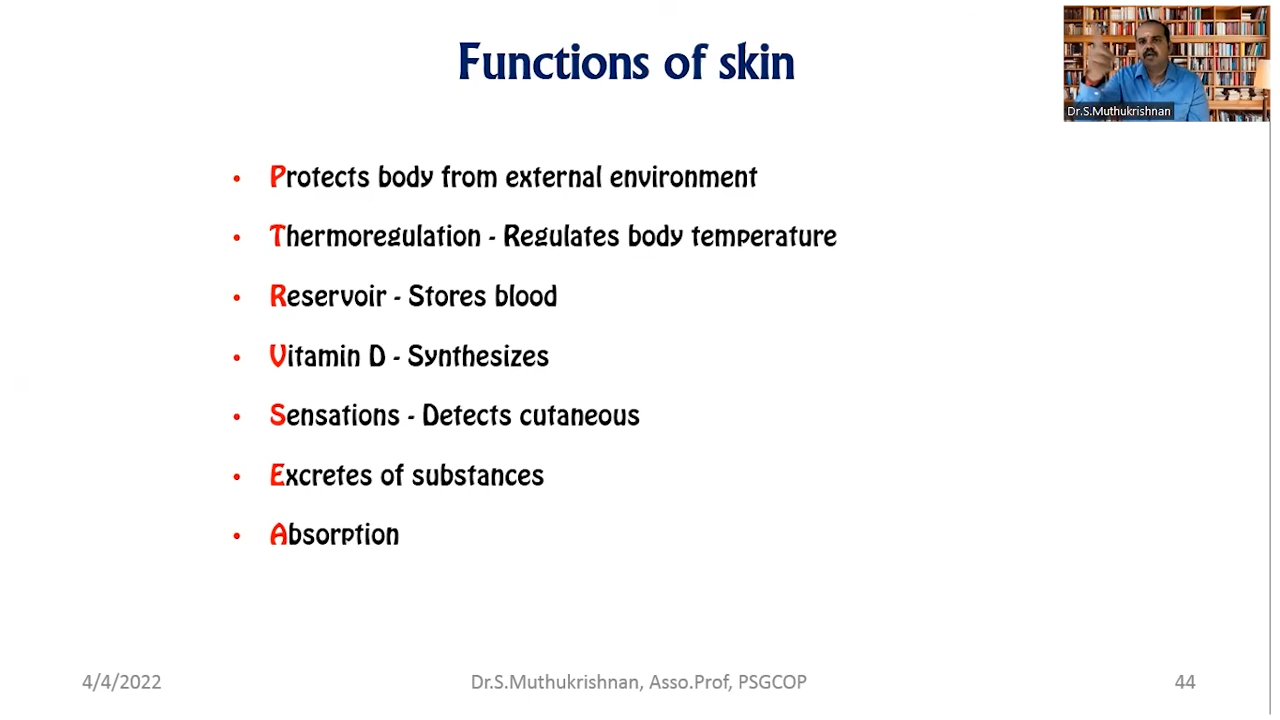 Functions of skin
Dr.S.Muthukrishnan
• Protects body from external environment
• Thermoregulation - Regulates body temperature
• Reservoir - Stores blood
• Vitamin D - Synthesizes
• Sensations - Detects cutaneous
• Excretes of substances
• Absorption
4/4/2022
Dr.S.Muthukrishnan, Asso.Prof, PSGCOP
44